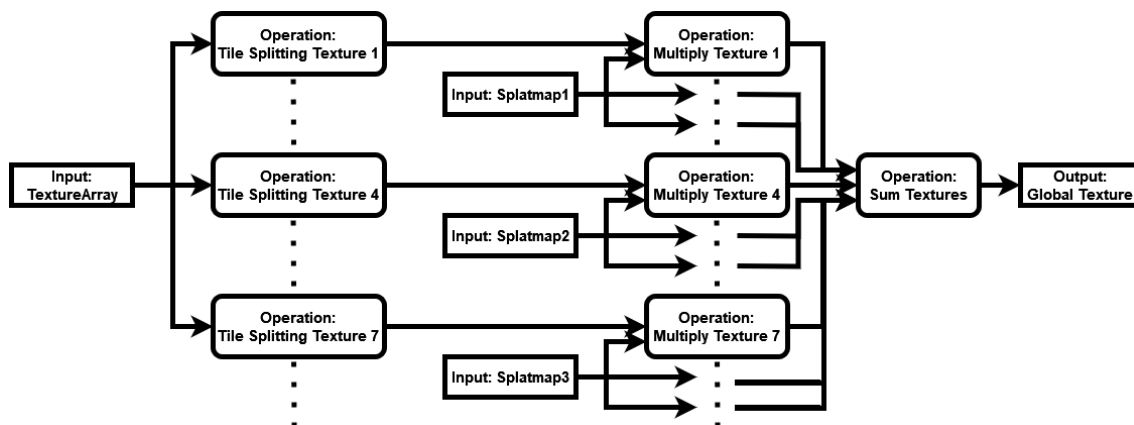 Operation:
Tile Splitting Texture 1
Operation:
Multiply Texture 1
Input: Splatmap1
Input:
TextureArray
Operation:
Tile Splitting Texture 4
Operation:
Multiply Texture 4
Operation:
Sum Textures
Output:
Global Texture
Input: Splatmap2
Operation:
Tile Splitting Texture 7
Operation:
Multiply Texture 7
Input: Splatmap3